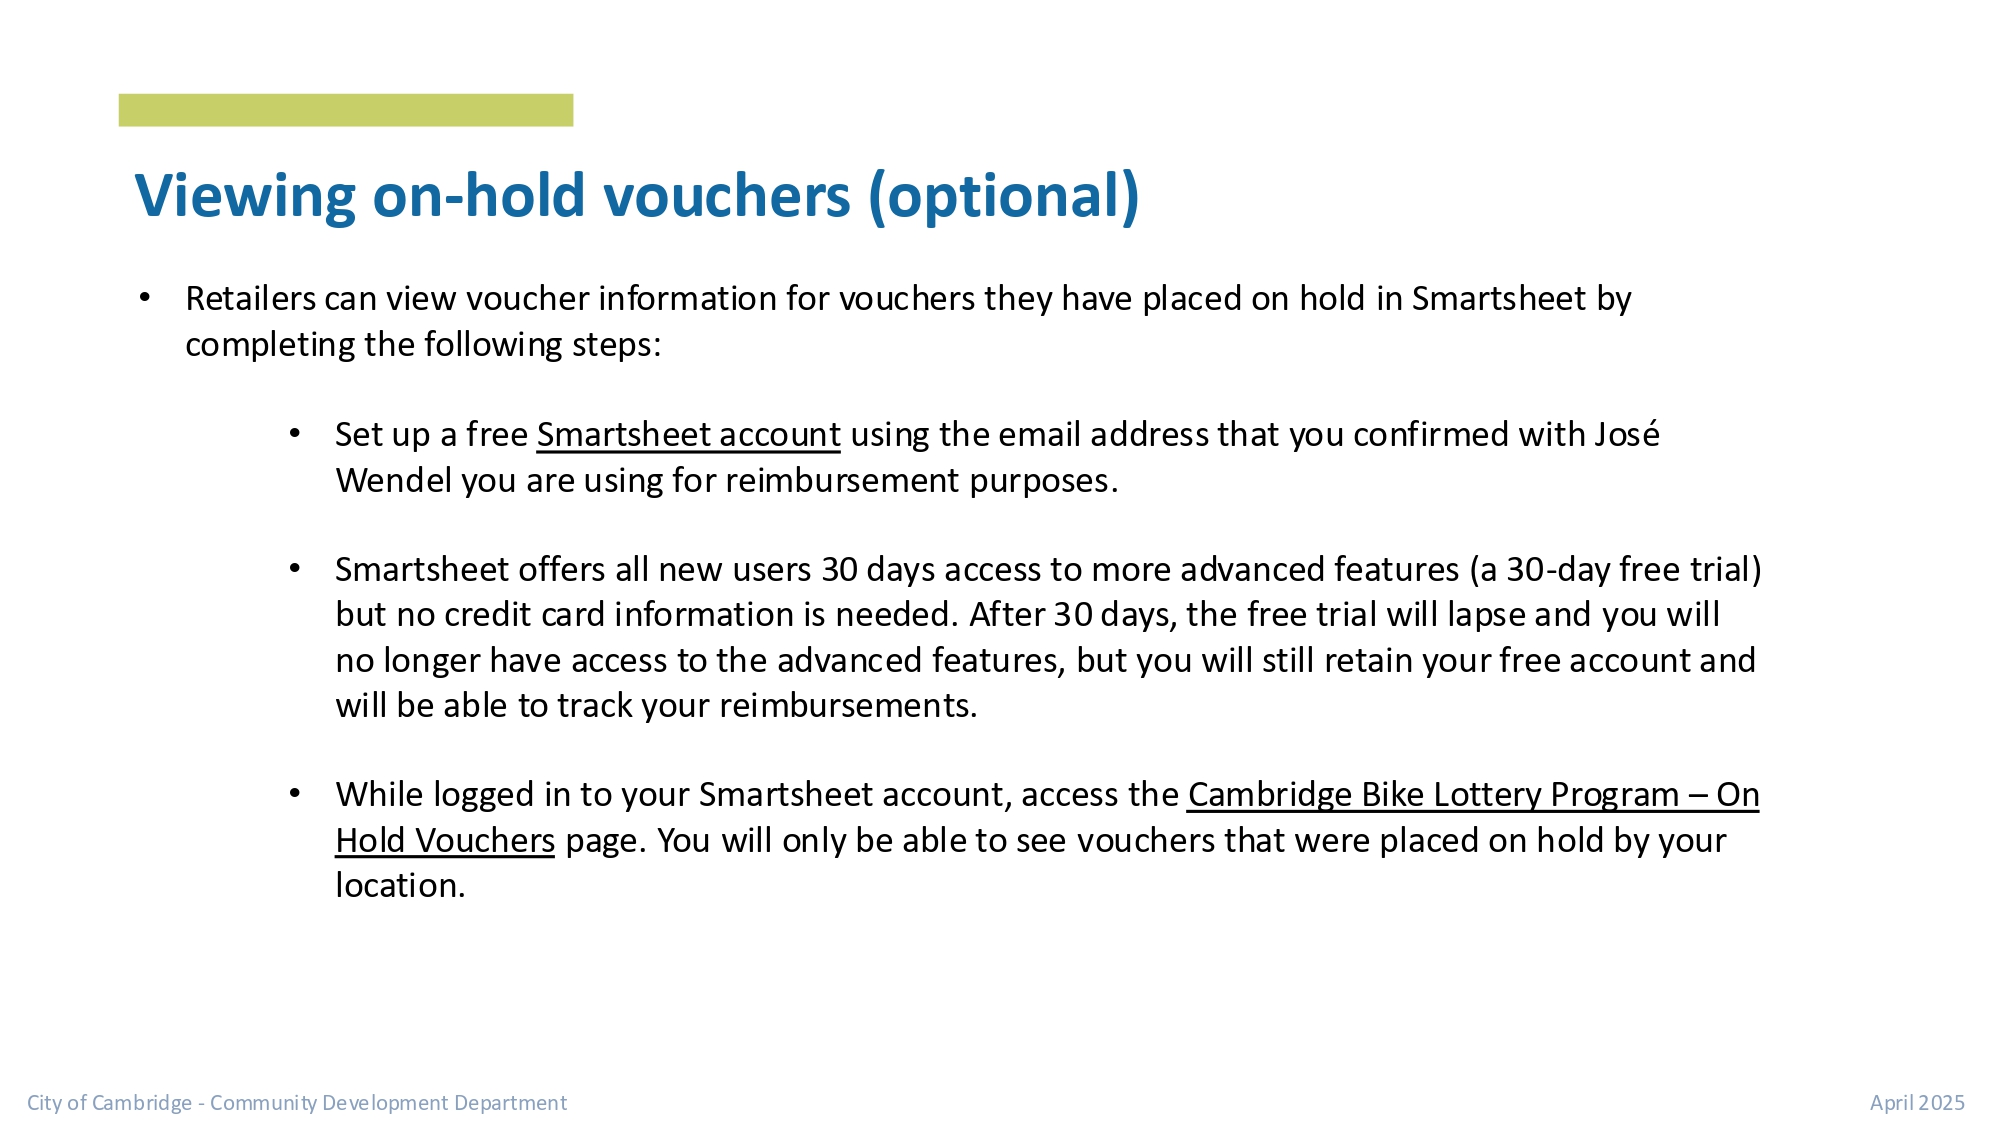 Viewing on-hold vouchers (optional)
• Retailers can view voucher information for vouchers they have placed on hold in Smartsheet by
completing the following steps:
• Set up a free Smartsheet account using the email address that you confirmed with José
Wendel you are using for reimbursement purposes.
• Smartsheet offers all new users 30 days access to more advanced features (a 30-day free trial)
but no credit card information is needed. After 30 days, the free trial will lapse and you will
no longer have access to the advanced features, but you will still retain your free account and
will be able to track your reimbursements.
• While logged in to your Smartsheet account, access the Cambridge Bike Lottery Program – On
Hold Vouchers page. You will only be able to see vouchers that were placed on hold by your
location.
City of Cambridge - Community Development Department
April 2025